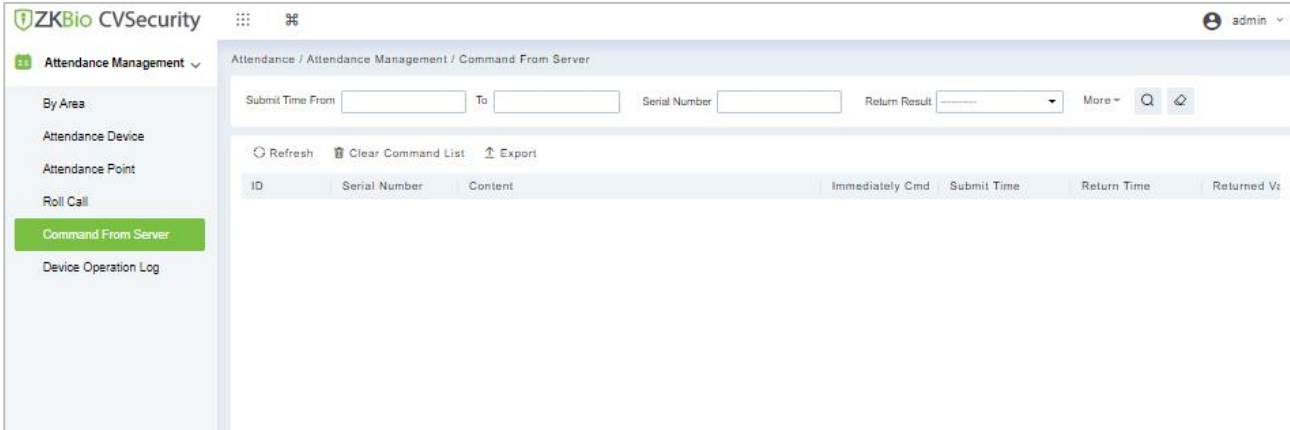 ZKBio CVSecurity
admin
Attendance Management
Attendance / Attendance Management / Command From Server
By Area
Submit Time From To Serial Number Return Result ---------- More
Attendance Device
Attendance Point
Refresh Clear Command List Export
ID Serial Number Content Immediately Cmd Submit Time Return Time Returned Va
Roll Call
Command From Server
Device Operation Log